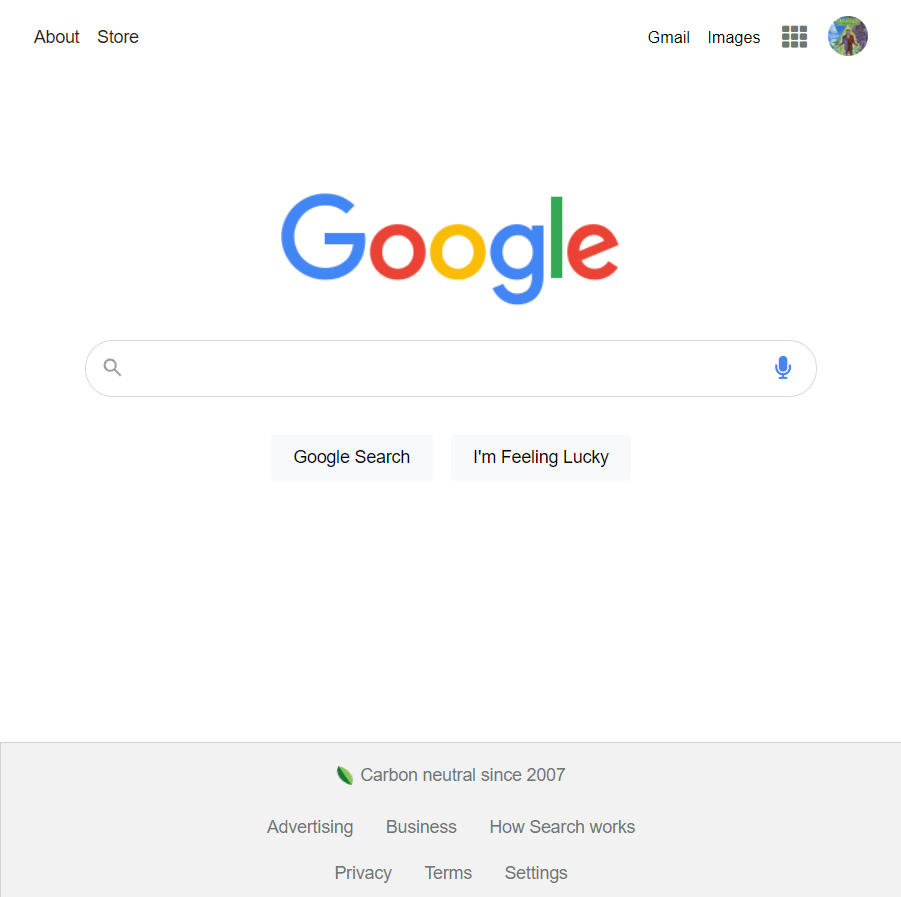 About Store Gmail Images
Google
Google Search I'm Feeling Lucky
Carbon neutral since 2007
Advertising Business How Search works
Privacy Terms Settings